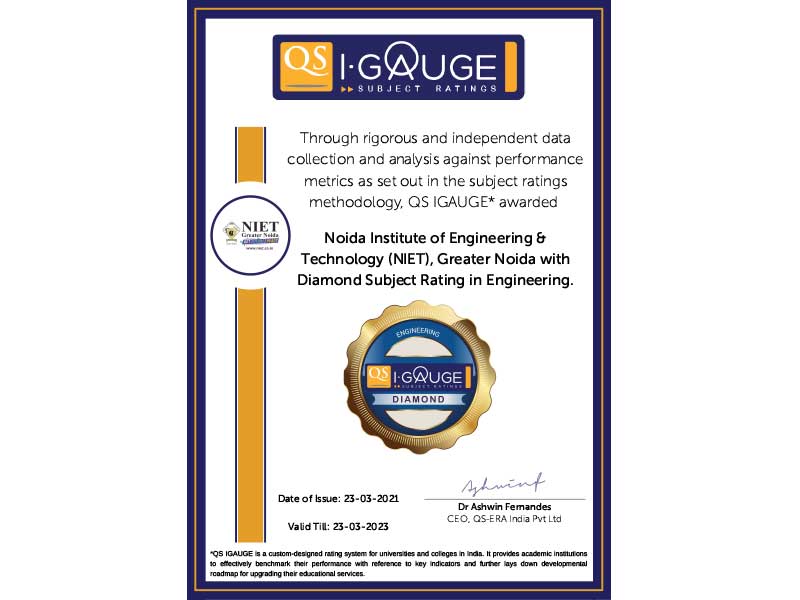 QS I·GAUGE
SUBJECT RATINGS
Through rigorous and independent data
collection and analysis against performance
metrics as set out in the subject ratings
methodology, QS IGAUGE* awarded
NIET
Greater Noida
www.niet.co.in
Noida Institute of Engineering &
Technology (NIET), Greater Noida with
Diamond Subject Rating in Engineering.
ENGINEERING
QS I·GAUGE
SUBJECT RATINGS
DIAMOND
Ashwinf
Date of Issue: 23-03-2021
Dr Ashwin Fernandes
CEO, QS-ERA India Pvt Ltd
Valid Till: 23-03-2023
*QS IGAUGE is a custom-designed rating system for universities and colleges in India. It provides academic institutions
to effectively benchmark their performance with reference to key indicators and further lays down developmental
roadmap for upgrading their educational services.